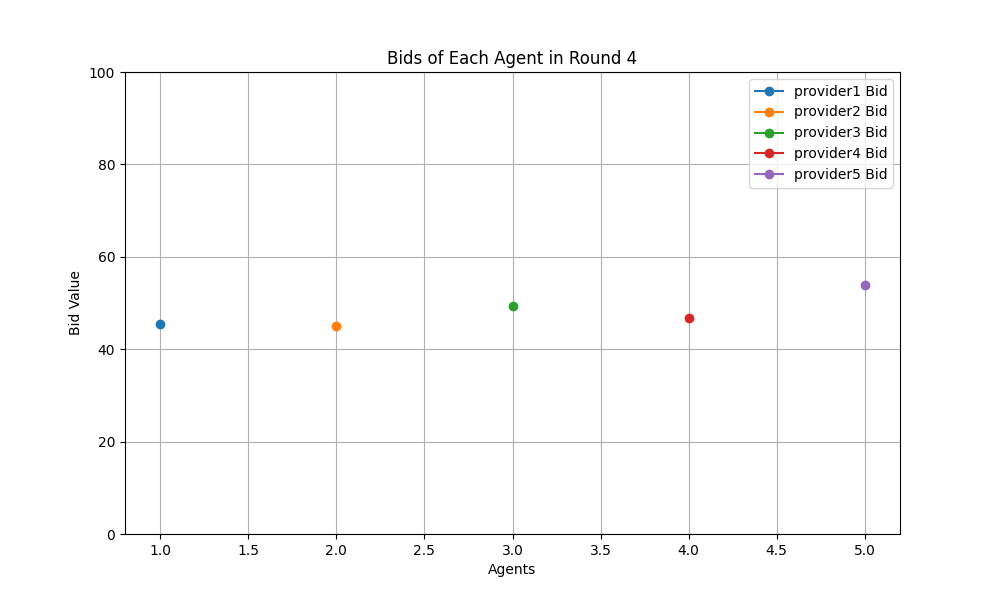 Bids of Each Agent in Round 4
100
80
60
40
20
0
Bid Value
provider1 Bid
provider2 Bid
provider3 Bid
provider4 Bid
provider5 Bid
1.0 1.5 2.0 2.5 3.0 3.5 4.0 4.5 5.0
Agents